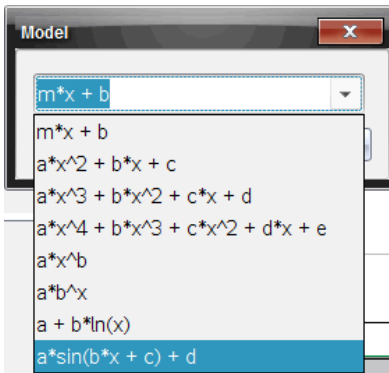 Model
m*x + b
m*x + b
a*x^2 + b*x + c
a*x^3 + b*x^2 + c*x + d
a*x^4 + b*x^3 + c*x^2 + d*x + e
a*x^b
a*b^x
a + b*ln(x)
a*sin(b*x + c) + d